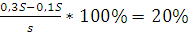 (0,3S−0,1S)/s * 100% = 20%